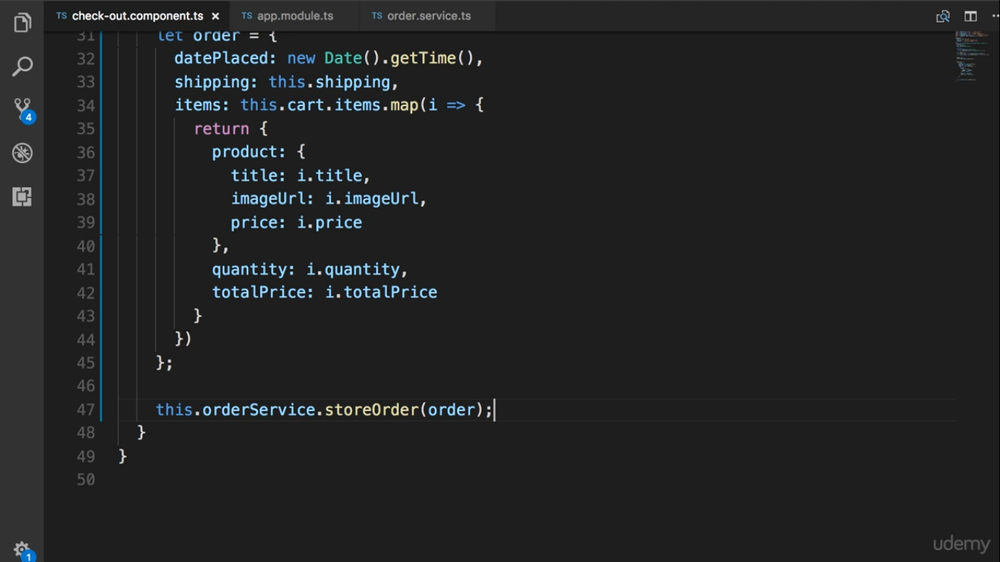 TS check-out.component.ts × TS app.module.ts TS order.service.ts
31 let order = {
32 datePlaced: new Date().getTime(),
33 shipping: this.shipping,
34 items: this.cart.items.map(i => {
35 return {
36 product: {
37 title: i.title,
38 imageUrl: i.imageUrl,
39 price: i.price
40 },
41 quantity: i.quantity,
42 totalPrice: i.totalPrice
43 }
44 })
45 };
46
47 this.orderService.storeOrder(order);
48 }
49 }
50
4
1
udemy